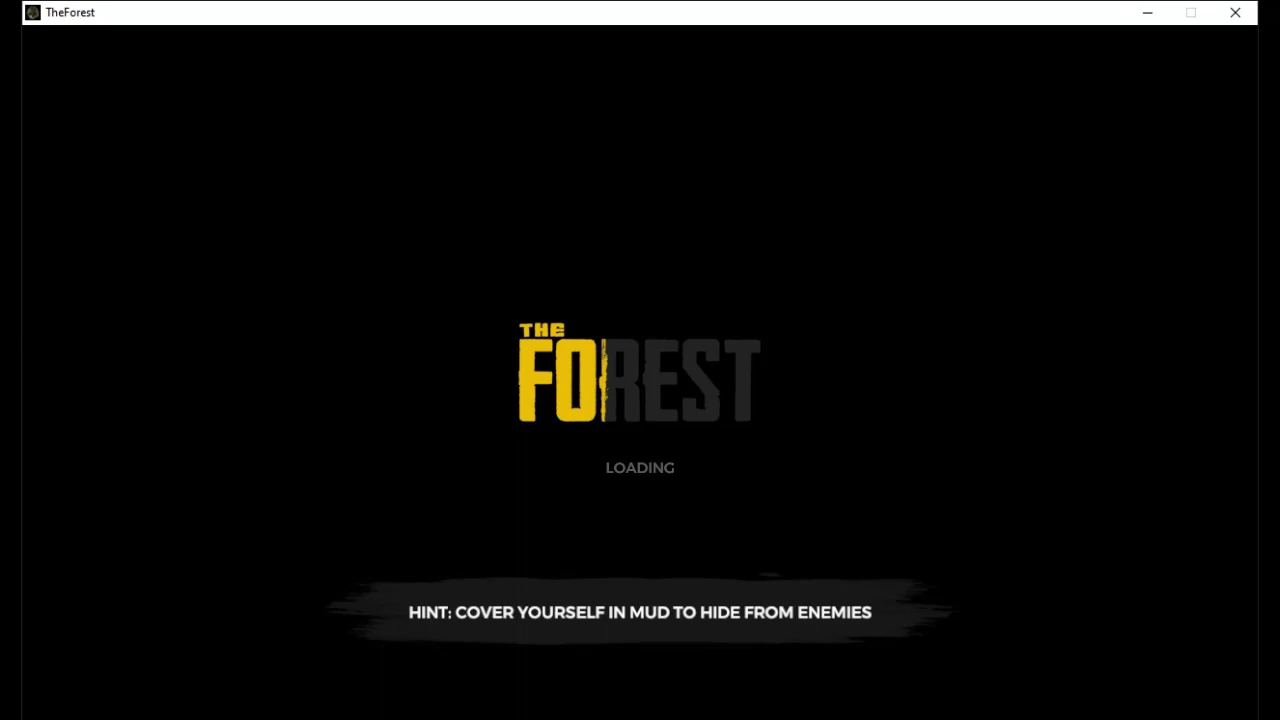 TheForest
THE
FOREST
LOADING
HINT: COVER YOURSELF IN MUD TO HIDE FROM ENEMIES